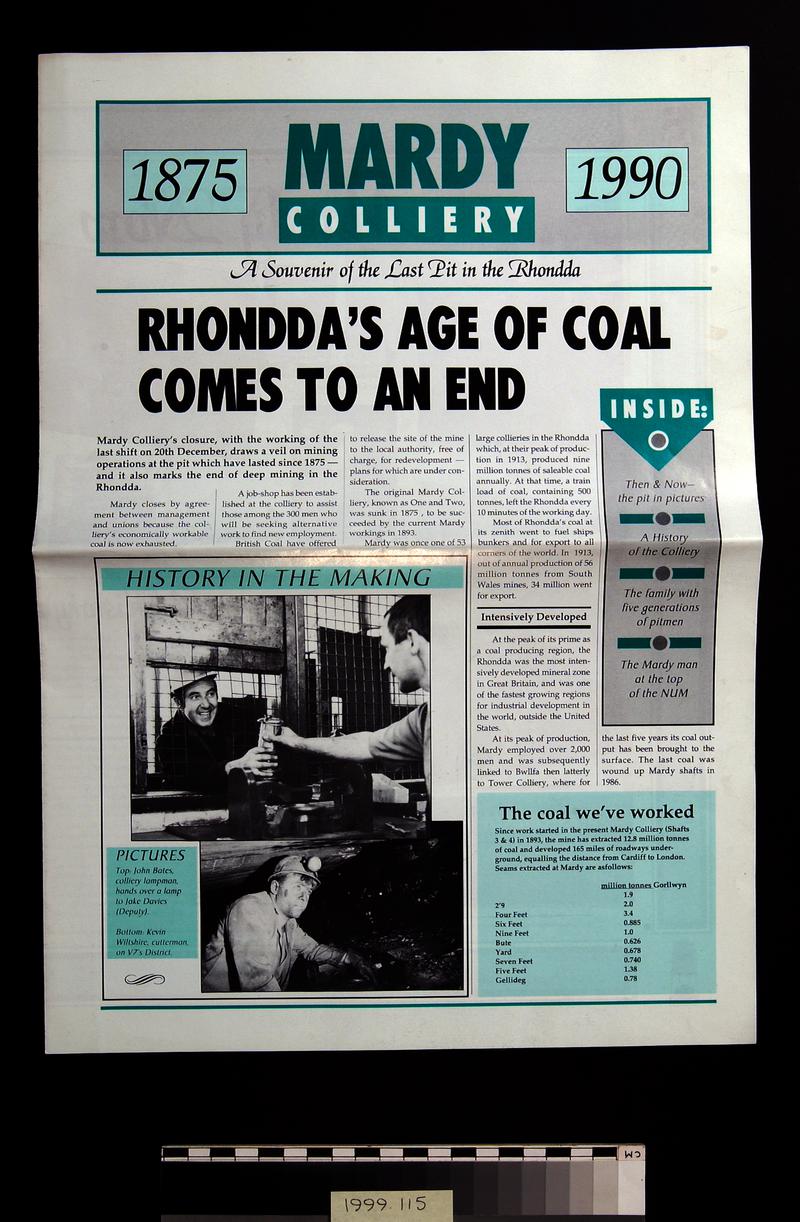 1875
MARDY
COLLIERY
1990
A Souvenir of the Last Pit in the Rhondda
RHONDDA'S AGE OF COAL
COMES TO AN END
Mardy Colliery's closure, with the working of the
last shift on 20th December, draws a veil on mining
operations at the pit which have lasted since 1875 —
and it also marks the end of deep mining in the
Rhondda.
Mardy closes by agree-
ment between management
and unions because the col-
liery's economically workable
coal is now exhausted.
A job-shop has been estab-
lished at the colliery to assist
those among the 300 men who
will be seeking alternative
work to find new employment.
British Coal have offered
to release the site of the mine
to the local authority, free of
charge, for redevelopment —
plans for which are under con-
sideration.
The original Mardy Col-
liery, known as One and Two,
was sunk in 1875 , to be suc-
ceeded by the current Mardy
workings in 1893.
Mardy was once one of 53
large collieries in the Rhondda
which, at their peak of produc-
tion in 1913, produced nine
million tonnes of saleable coal
annually. At that time, a train
load of coal, containing 500
tonnes, left the Rhondda every
10 minutes of the working day.
Most of Rhondda's coal at
its zenith went to fuel ships
bunkers and for export to all
corners of the world. In 1913,
out of annual production of 56
million tonnes from South
Wales mines, 34 million went
for export.
Intensively Developed
At the peak of its prime as
a coal producing region, the
Rhondda was the most inten-
sively developed mineral zone
in Great Britain, and was one
of the fastest growing regions
for industrial development in
the world, outside the United
States.
At its peak of production,
Mardy employed over 2,000
men and was subsequently
linked to Bwllfa then latterly
to Tower Colliery, where for
the last five years its coal out-
put has been brought to the
surface. The last coal was
wound up Mardy shafts in
1986.
INSIDE:
Then & Now—
the pit in pictures
A History
of the Colliery
The family with
five generations
of pitmen
The Mardy man
at the top
of the NUM
HISTORY IN THE MAKING
PICTURES
Top: John Bates,
colliery lampman,
hands over a lamp
to Jake Davies
(Deputy).
Bottom: Kevin
Wiltshire, cutterman,
on V7's District.
The coal we've worked
Since work started in the present Mardy Colliery (Shafts
3 & 4) in 1893, the mine has extracted 12.8 million tonnes
of coal and developed 165 miles of roadways under-
ground, equalling the distance from Cardiff to London.
Seams extracted at Mardy are asfollows:
million tonnes Gorllwyn
1.9
2'9 2.0
Four Feet 3.4
Six Feet 0.885
Nine Feet 1.0
Bute 0.626
Yard 0.678
Seven Feet 0.740
Five Feet 1.38
Gellideg 0.78
CM
1999.115